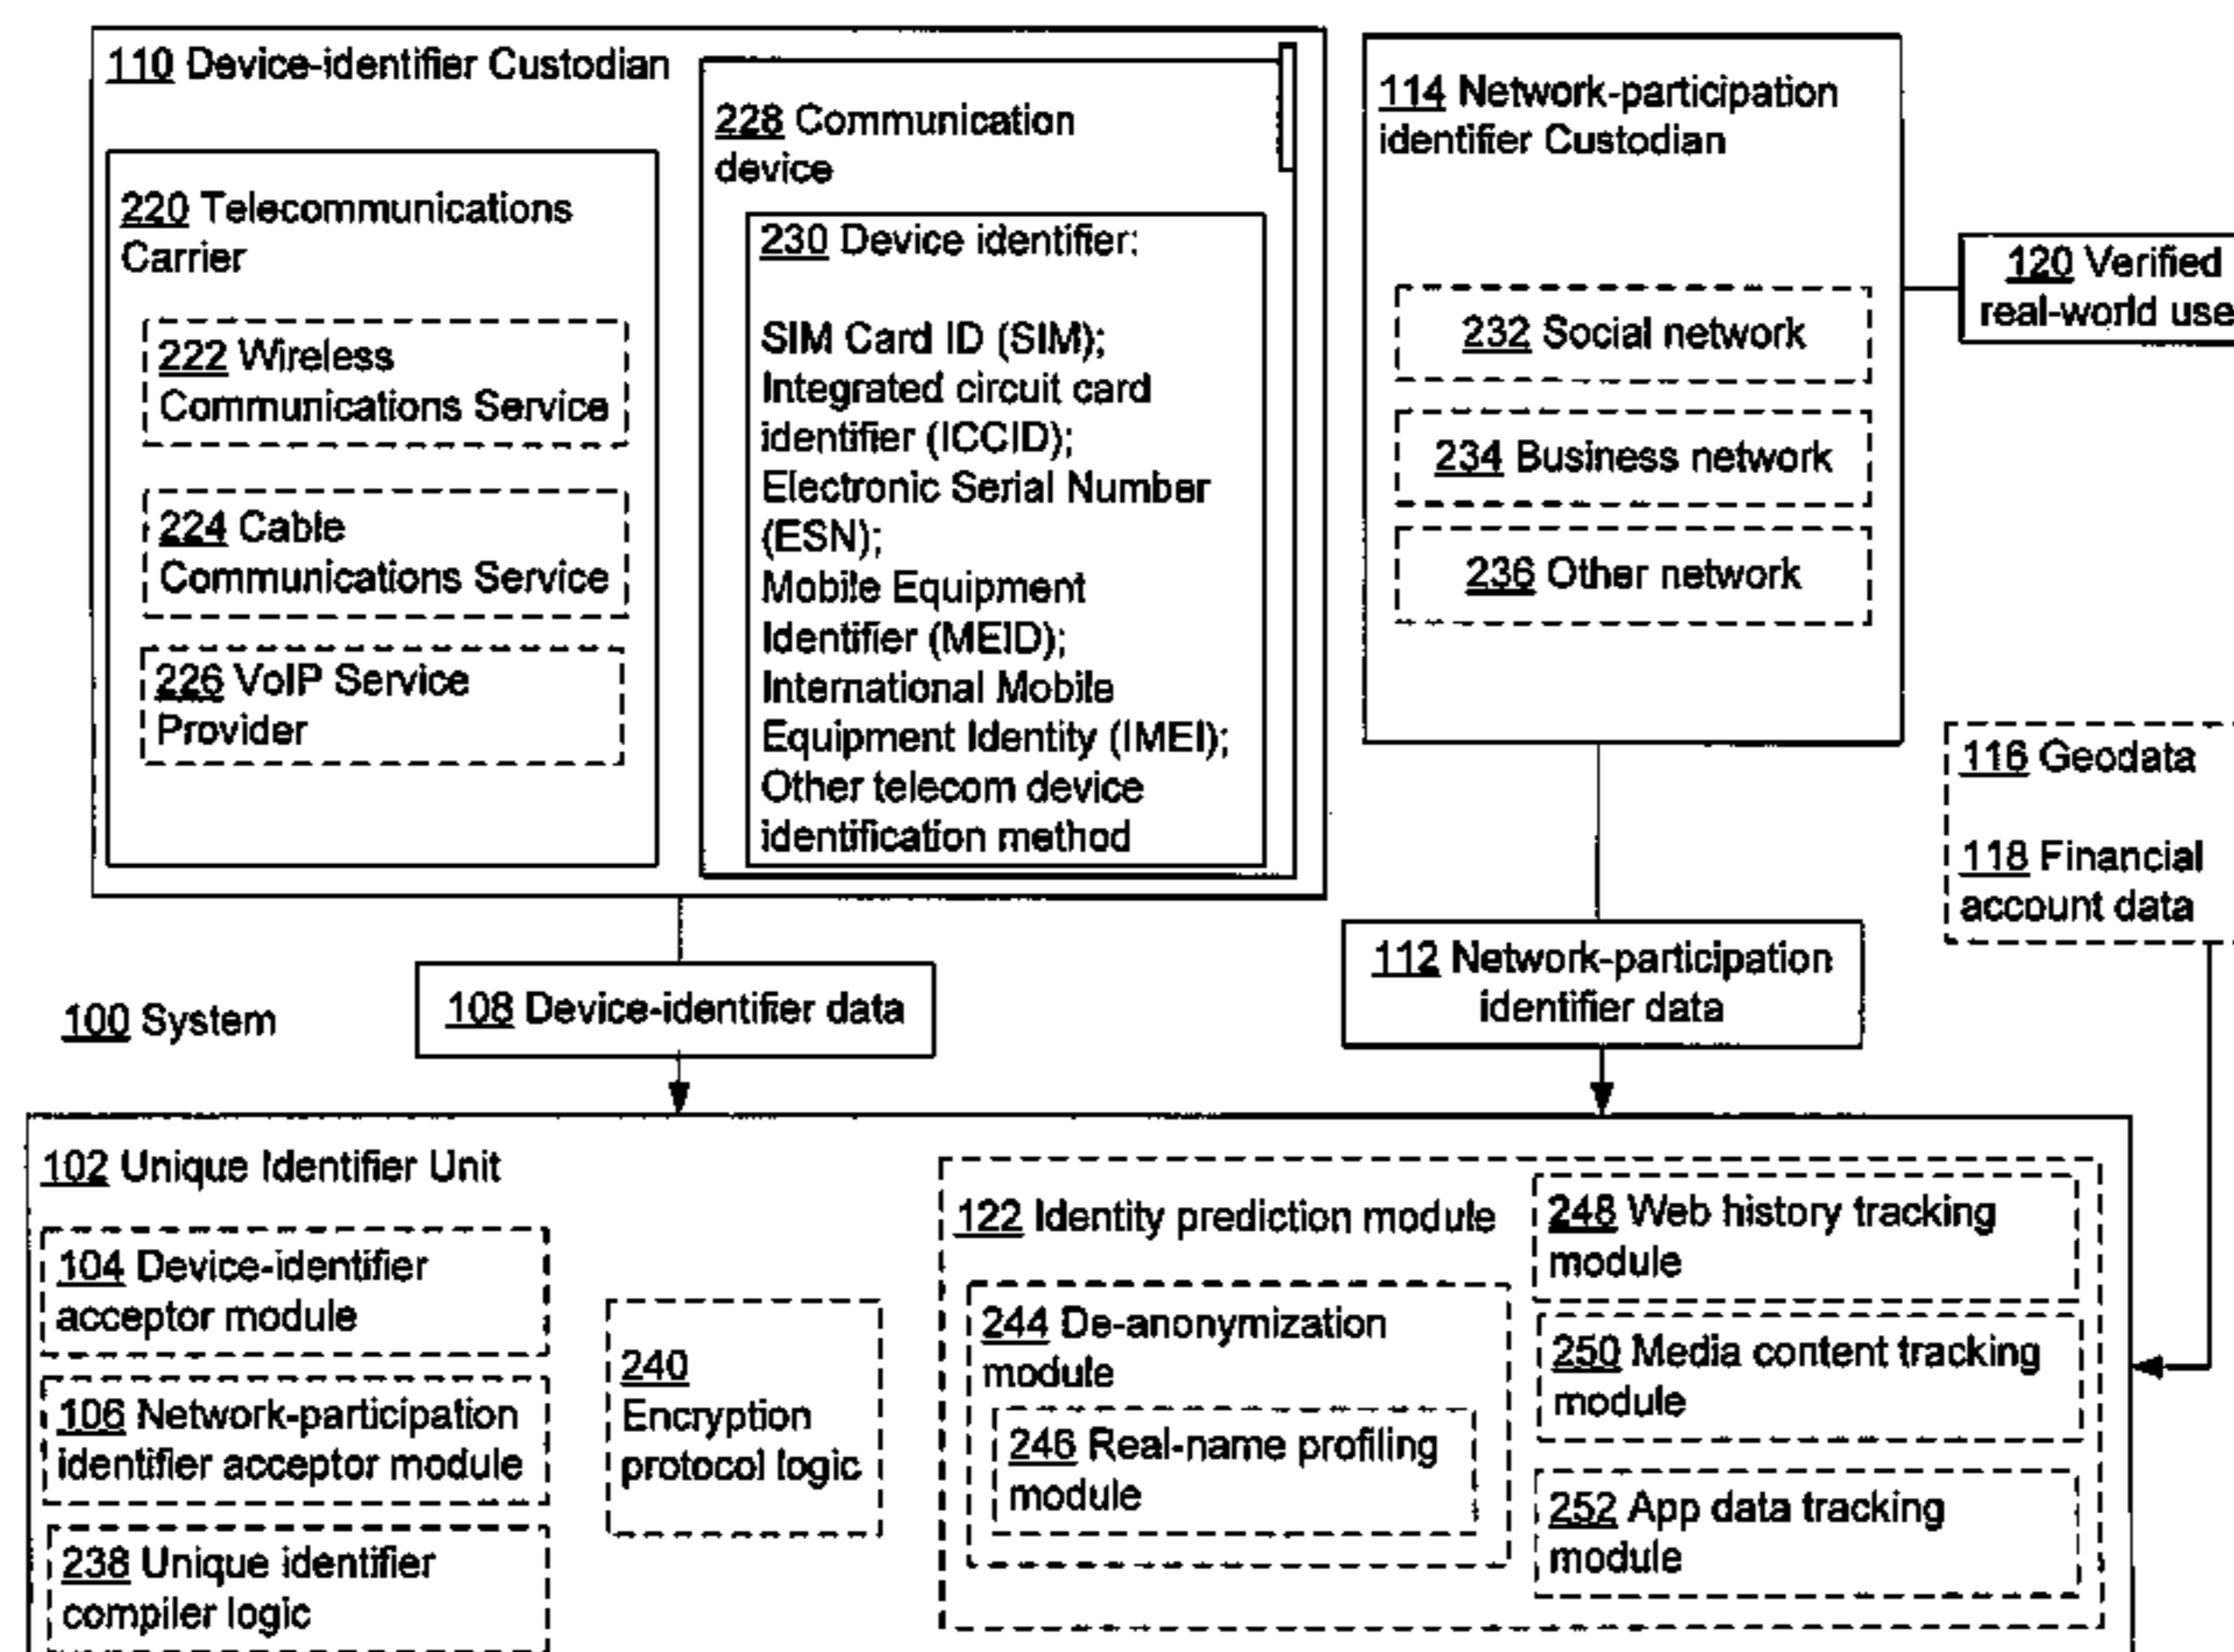 110 Device-identifier Custodian
220 Telecommunications
Carrier
222 Wireless
Communications Service
224 Cable
Communications Service
226 VoIP Service
Provider
228 Communication
device
230 Device identifier:
SIM Card ID (SIM);
Integrated circuit card
identifier (ICCID);
Electronic Serial Number
(ESN);
Mobile Equipment
Identifier (MEID);
International Mobile
Equipment Identity (IMEI);
Other telecom device
identification method
114 Network-participation
identifier Custodian
232 Social network
234 Business network
236 Other network
120 Verified
real-world use
116 Geodata
118 Financial
account data
100 System
108 Device-identifier data
112 Network-participation
identifier data
102 Unique Identifier Unit
104 Device-identifier
acceptor module
106 Network-participation
identifier acceptor module
238 Unique identifier
compiler logic
240
Encryption
protocol logic
122 Identity prediction module
244 De-anonymization
module
246 Real-name profiling
module
248 Web history tracking
module
250 Media content tracking
module
252 App data tracking
module